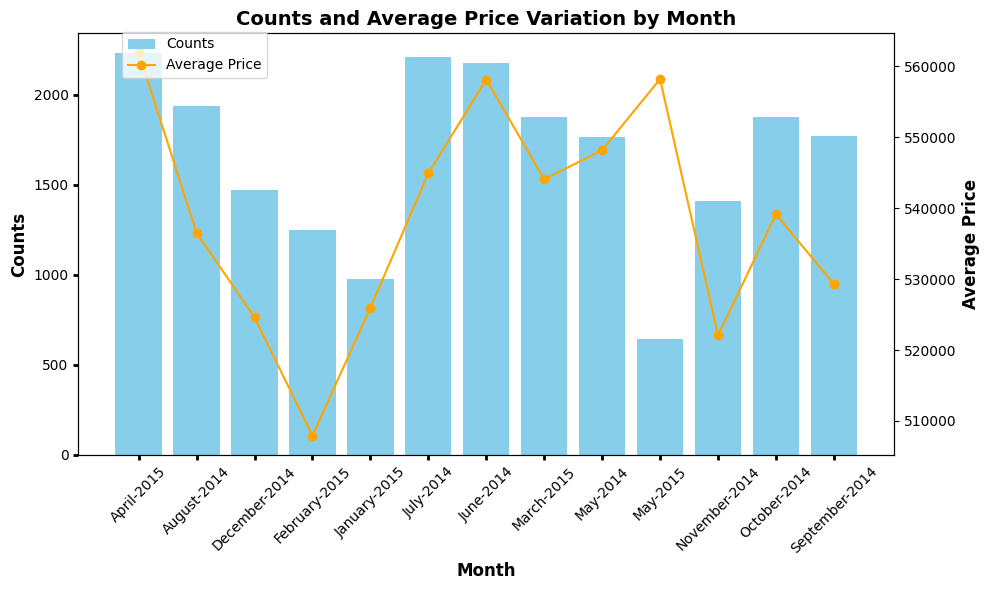 Counts and Average Price Variation by Month
Counts
Average Price
2000
1500
1000
500
0
Counts
560000
550000
540000
530000
520000
510000
Average Price
April-2015
August-2014
December-2014
February-2015
January-2015
July-2014
June-2014
March-2015
May-2014
May-2015
November-2014
October-2014
September-2014
Month